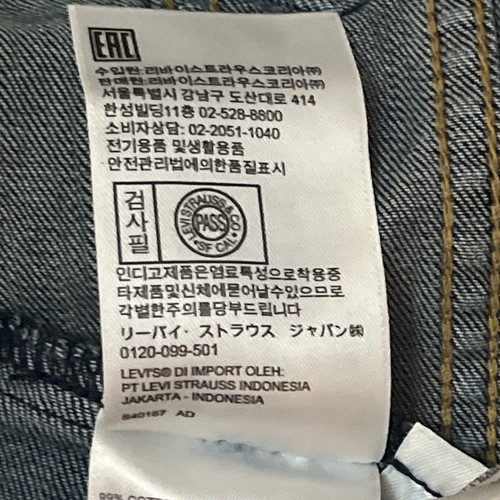 EAC
수입원:리바이스트라우스코리아㈜
판매원:리바이스트라우스코리아㈜
서울특별시 강남구 도산대로 414
한성빌딩11층 02-528-8800
소비자상담: 02-2051-1040
전기용품 및생활용품
안전관리법에의한품질표시
검사필
LEVI STRAUSS & CO
PASS
SF CAL
인디고제품은염료특성으로착용중
타제품및신체에묻어날수있으므로
각별한주의를당부드립니다
リーバイ・ストラウス ジャパン㈱
0120-099-501
LEVI'S® DI IMPORT OLEH:
PT LEVI STRAUSS INDONESIA
JAKARTA - INDONESIA
S40187 AD